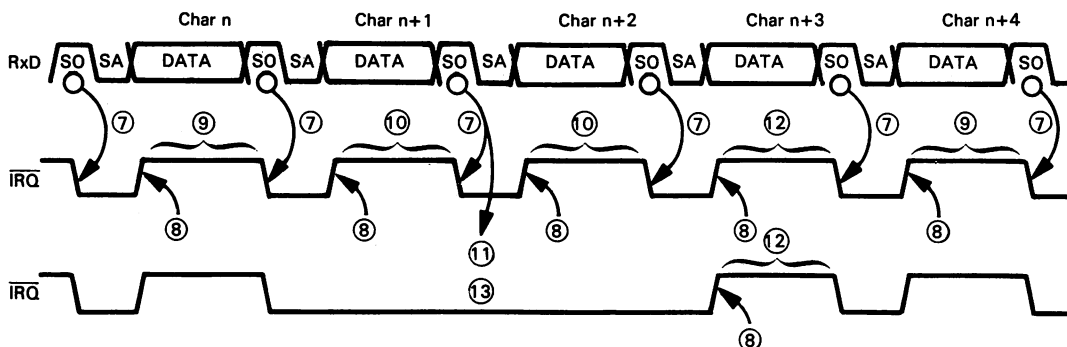 Char n Char n+1 Char n+2 Char n+3 Char n+4
RxD SO SA DATA SO SA DATA SO SA DATA SO SA DATA SO SA DATA SO
⑦ ⑨ ⑦ ⑩ ⑦ ⑩ ⑦ ⑫ ⑦ ⑨ ⑦
IRQ
⑧ ⑧ ⑧ ⑧ ⑧
⑪ ⑫
IRQ ⑬
⑧